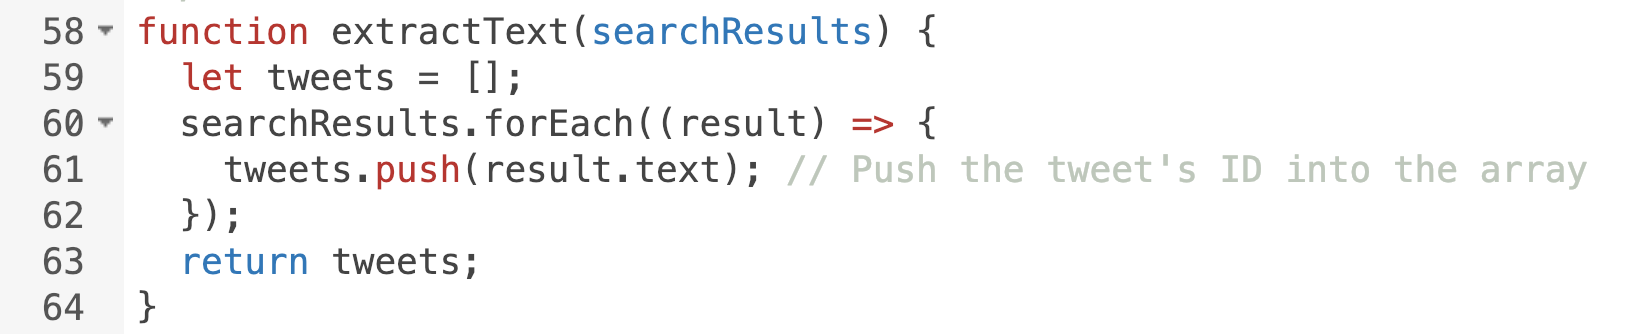 58 function extractText(searchResults) {
59 let tweets = [];
60 searchResults.forEach((result) => {
61 tweets.push(result.text); // Push the tweet's ID into the array
62 });
63 return tweets;
64 }